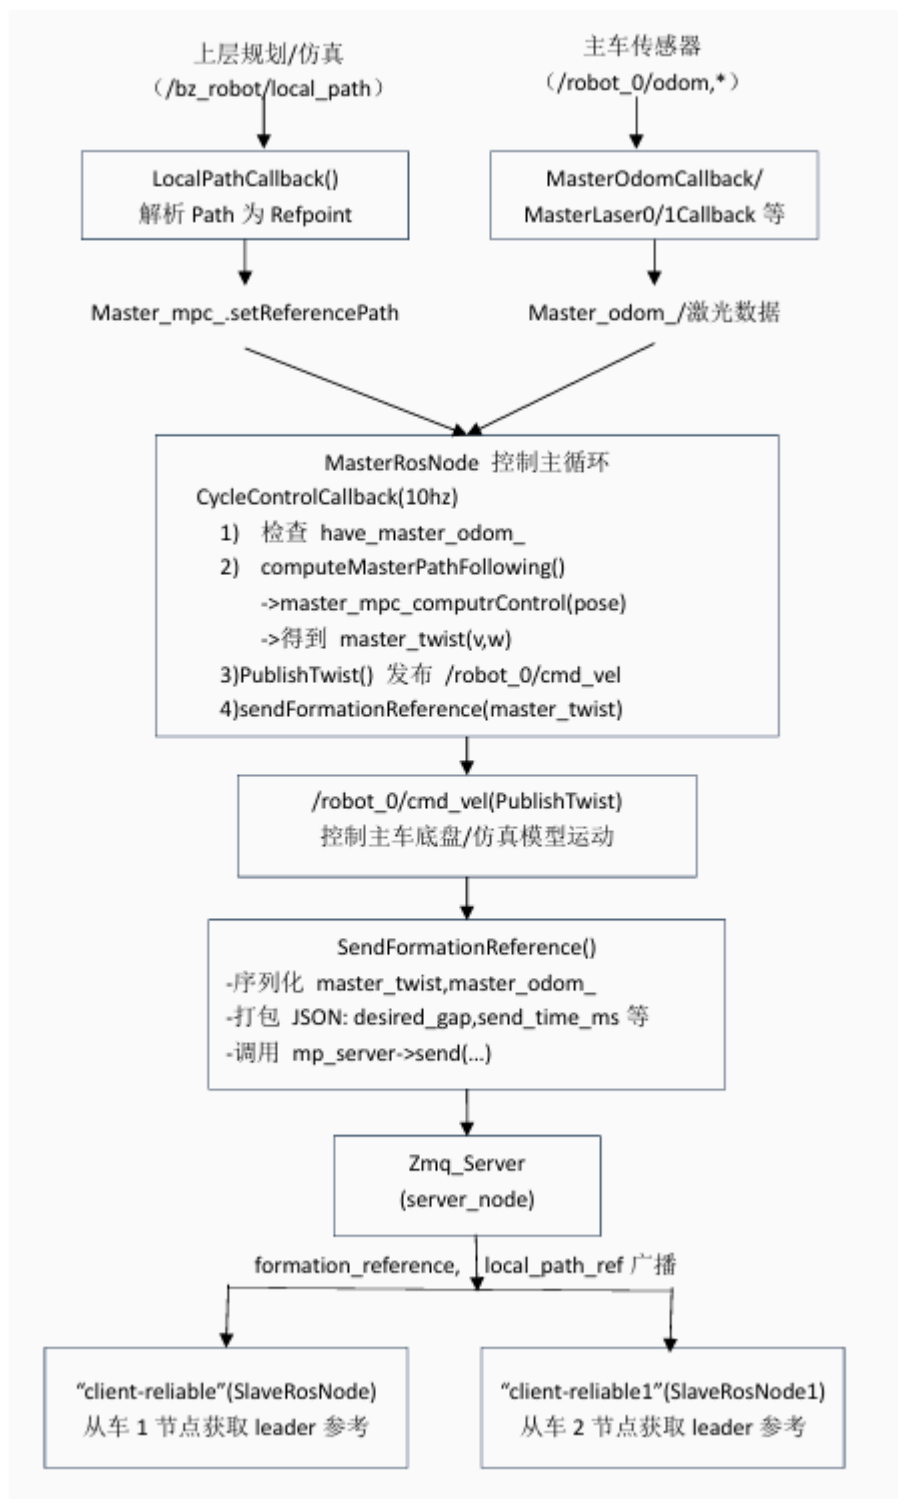 上层规划/仿真
（/bz_robot/local_path）
主车传感器
（/robot_0/odom,*）
LocalPathCallback()
解析 Path 为 Refpoint
MasterOdomCallback/
MasterLaser0/1Callback 等
Master_mpc_.setReferencePath
Master_odom_/激光数据
MasterRosNode 控制主循环
CycleControlCallback(10hz)
1) 检查 have_master_odom_
2) computeMasterPathFollowing()
->master_mpc_computrControl(pose)
->得到 master_twist(v,w)
3)PublishTwist() 发布 /robot_0/cmd_vel
4)sendFormationReference(master_twist)
/robot_0/cmd_vel(PublishTwist)
控制主车底盘/仿真模型运动
SendFormationReference()
-序列化 master_twist,master_odom_
-打包 JSON: desired_gap,send_time_ms 等
-调用 mp_server->send(...)
Zmq_Server
(server_node)
formation_reference, local_path_ref 广播
“client-reliable”(SlaveRosNode)
从车 1 节点获取 leader 参考
“client-reliable1”(SlaveRosNode1)
从车 2 节点获取 leader 参考